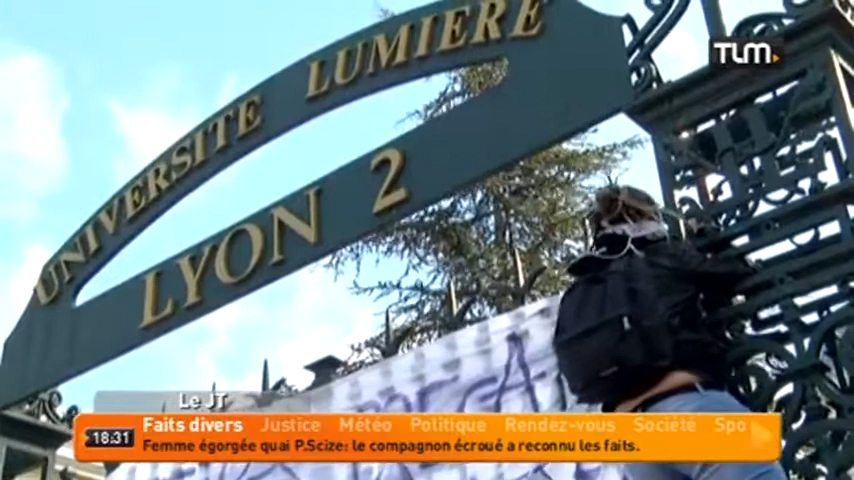 TLM
UNIVERSITE LUMIÈRE
LYON 2
Le JT
18:31
Faits divers Justice Météo Politique Rendez-vous Société Spo
Femme égorgée quai P.Scize: le compagnon écroué a reconnu les faits.